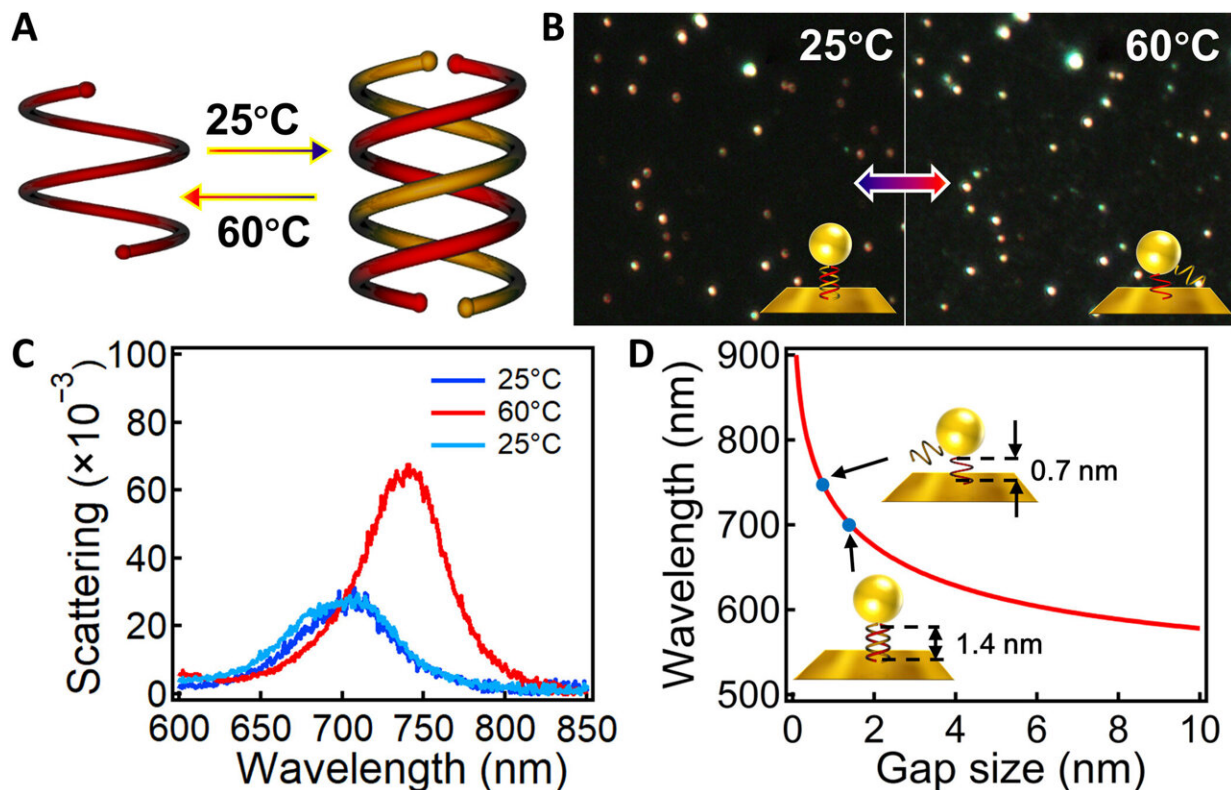 A
25°C
60°C
B
25°C
60°C
C
Scattering (×10⁻³)
100
80
60
40
20
0
25°C
60°C
25°C
600 650 700 750 800 850
Wavelength (nm)
D
Wavelength (nm)
900
800
700
600
500
0.7 nm
1.4 nm
0 2 4 6 8 10
Gap size (nm)